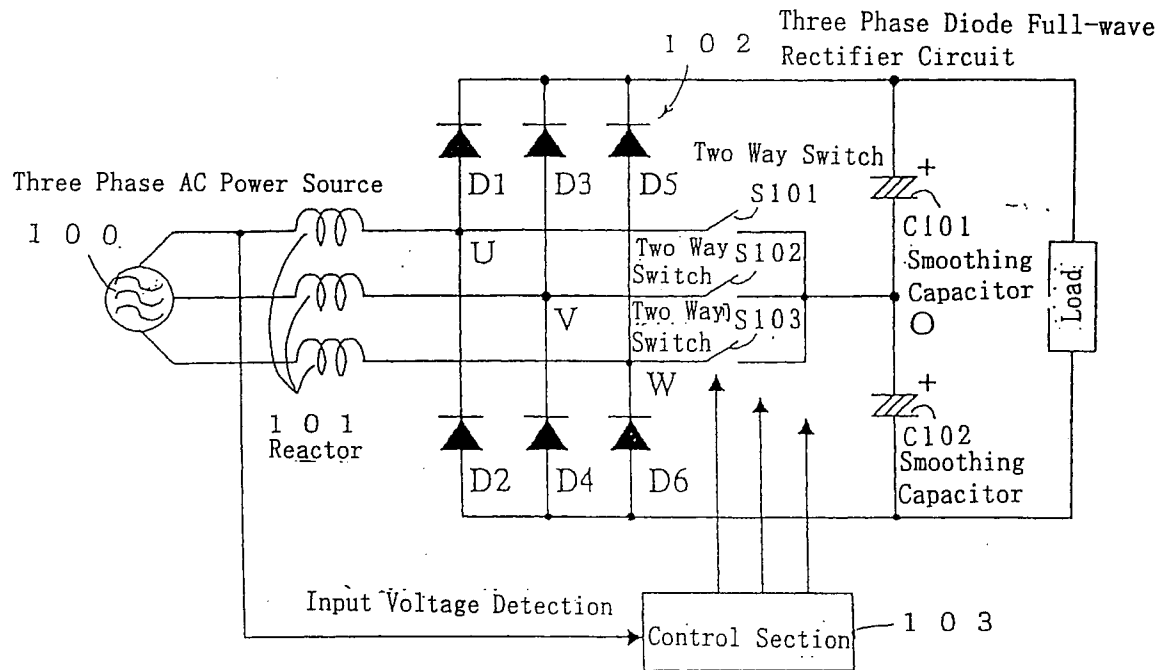 Three Phase Diode Full-wave
Rectifier Circuit
1 0 2
D1
D3
D5
Two Way Switch
S101
Three Phase AC Power Source
1 0 0
U
Two Way
Switch
S102
C101
Smoothing
Capacitor
Load
V
Two Way
Switch
S103
O
W
1 0 1
Reactor
D2
D4
D6
C102
Smoothing
Capacitor
Input Voltage Detection
Control Section
1 0 3
+
+